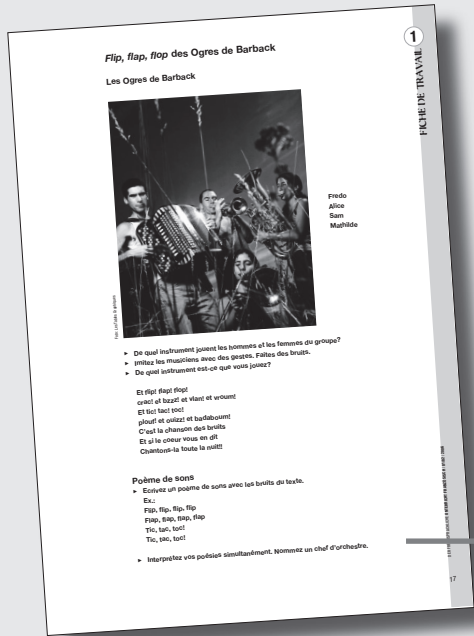 1
FICHE DE TRAVAIL
Flip, flap, flop des Ogres de Barback
Les Ogres de Barback
Fredo
Alice
Sam
Mathilde
► De quel instrument jouent les hommes et les femmes du groupe?
► Imitez les musiciens avec des gestes. Faites des bruits.
► De quel instrument est-ce que vous jouez?
Et flip! flap! flop!
crac! et bzzz! et vlan! et woum!
Et tic! tac! toc!
plouf! et ouizz! et badaboum!
C'est la chanson des bruits
Et si le coeur vous en dit
Chantons-la toute la nuit!!
Poème de sons
► Ecrivez un poème de sons avec les bruits du texte.
Ex.:
Flip, flip, flip, flip
Flap, flap, flap, flap
Tic, tac, toc!
Tic, tac, toc!
► Interprétez vos poésies simultanément. Nommez un chef d'orchestre.
17